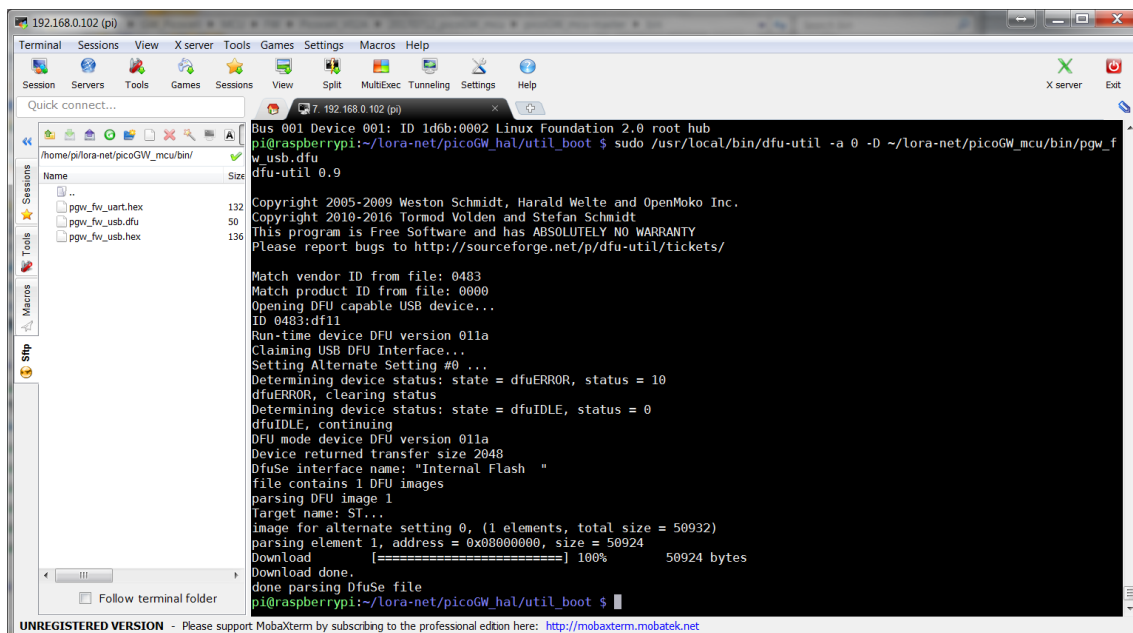 192.168.0.102 (pi)
Terminal Sessions View X server Tools Games Settings Macros Help
Session Servers Tools Games Sessions View Split MultiExec Tunneling Settings Help X server Exit
Quick connect...
7. 192.168.0.102 (pi)
/home/pi/lora-net/picoGW_mcu/bin/
Name Size
..
pgw_fw_uart.hex 132
pgw_fw_usb.dfu 50
pgw_fw_usb.hex 136
Sessions
Tools
Macros
Sftp
Bus 001 Device 001: ID 1d6b:0002 Linux Foundation 2.0 root hub
pi@raspberrypi:~/lora-net/picoGW_hal/util_boot $ sudo /usr/local/bin/dfu-util -a 0 -D ~/lora-net/picoGW_mcu/bin/pgw_f
w_usb.dfu
dfu-util 0.9
Copyright 2005-2009 Weston Schmidt, Harald Welte and OpenMoko Inc.
Copyright 2010-2016 Tormod Volden and Stefan Schmidt
This program is Free Software and has ABSOLUTELY NO WARRANTY
Please report bugs to http://sourceforge.net/p/dfu-util/tickets/
Match vendor ID from file: 0483
Match product ID from file: 0000
Opening DFU capable USB device...
ID 0483:df11
Run-time device DFU version 011a
Claiming USB DFU Interface...
Setting Alternate Setting #0 ...
Determining device status: state = dfuERROR, status = 10
dfuERROR, clearing status
Determining device status: state = dfuIDLE, status = 0
dfuIDLE, continuing
DFU mode device DFU version 011a
Device returned transfer size 2048
DfuSe interface name: "Internal Flash  "
file contains 1 DFU images
parsing DFU image 1
Target name: ST...
image for alternate setting 0, (1 elements, total size = 50932)
parsing element 1, address = 0x08000000, size = 50924
Download [=========================] 100% 50924 bytes
Download done.
done parsing DfuSe file
pi@raspberrypi:~/lora-net/picoGW_hal/util_boot $
Follow terminal folder
UNREGISTERED VERSION - Please support MobaXterm by subscribing to the professional edition here: http://mobaxterm.mobatek.net